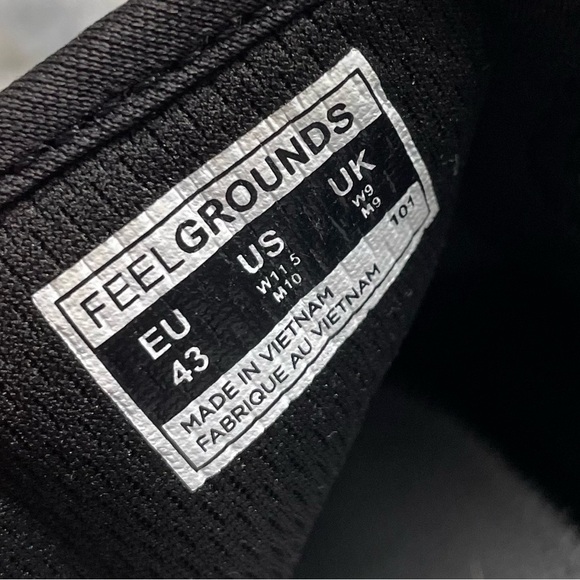 FEELGROUNDS
EU
43
US
W11.5
M10
UK
W9
M9
101
MADE IN VIETNAM
FABRIQUE AU VIETNAM